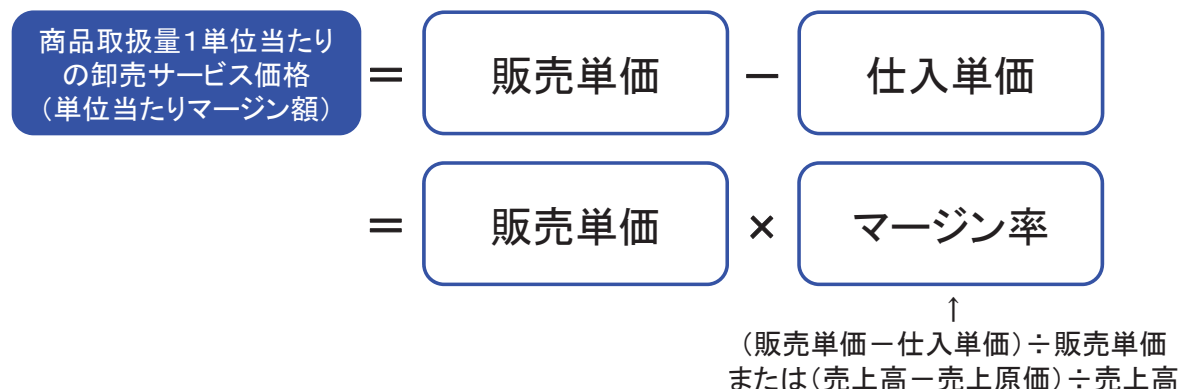 商品取扱量1単位当たり
の卸売サービス価格
(単位当たりマージン額)
=
販売単価
-
仕入単価
=
販売単価
×
マージン率
↑
(販売単価-仕入単価)÷販売単価
または(売上高-売上原価)÷売上高